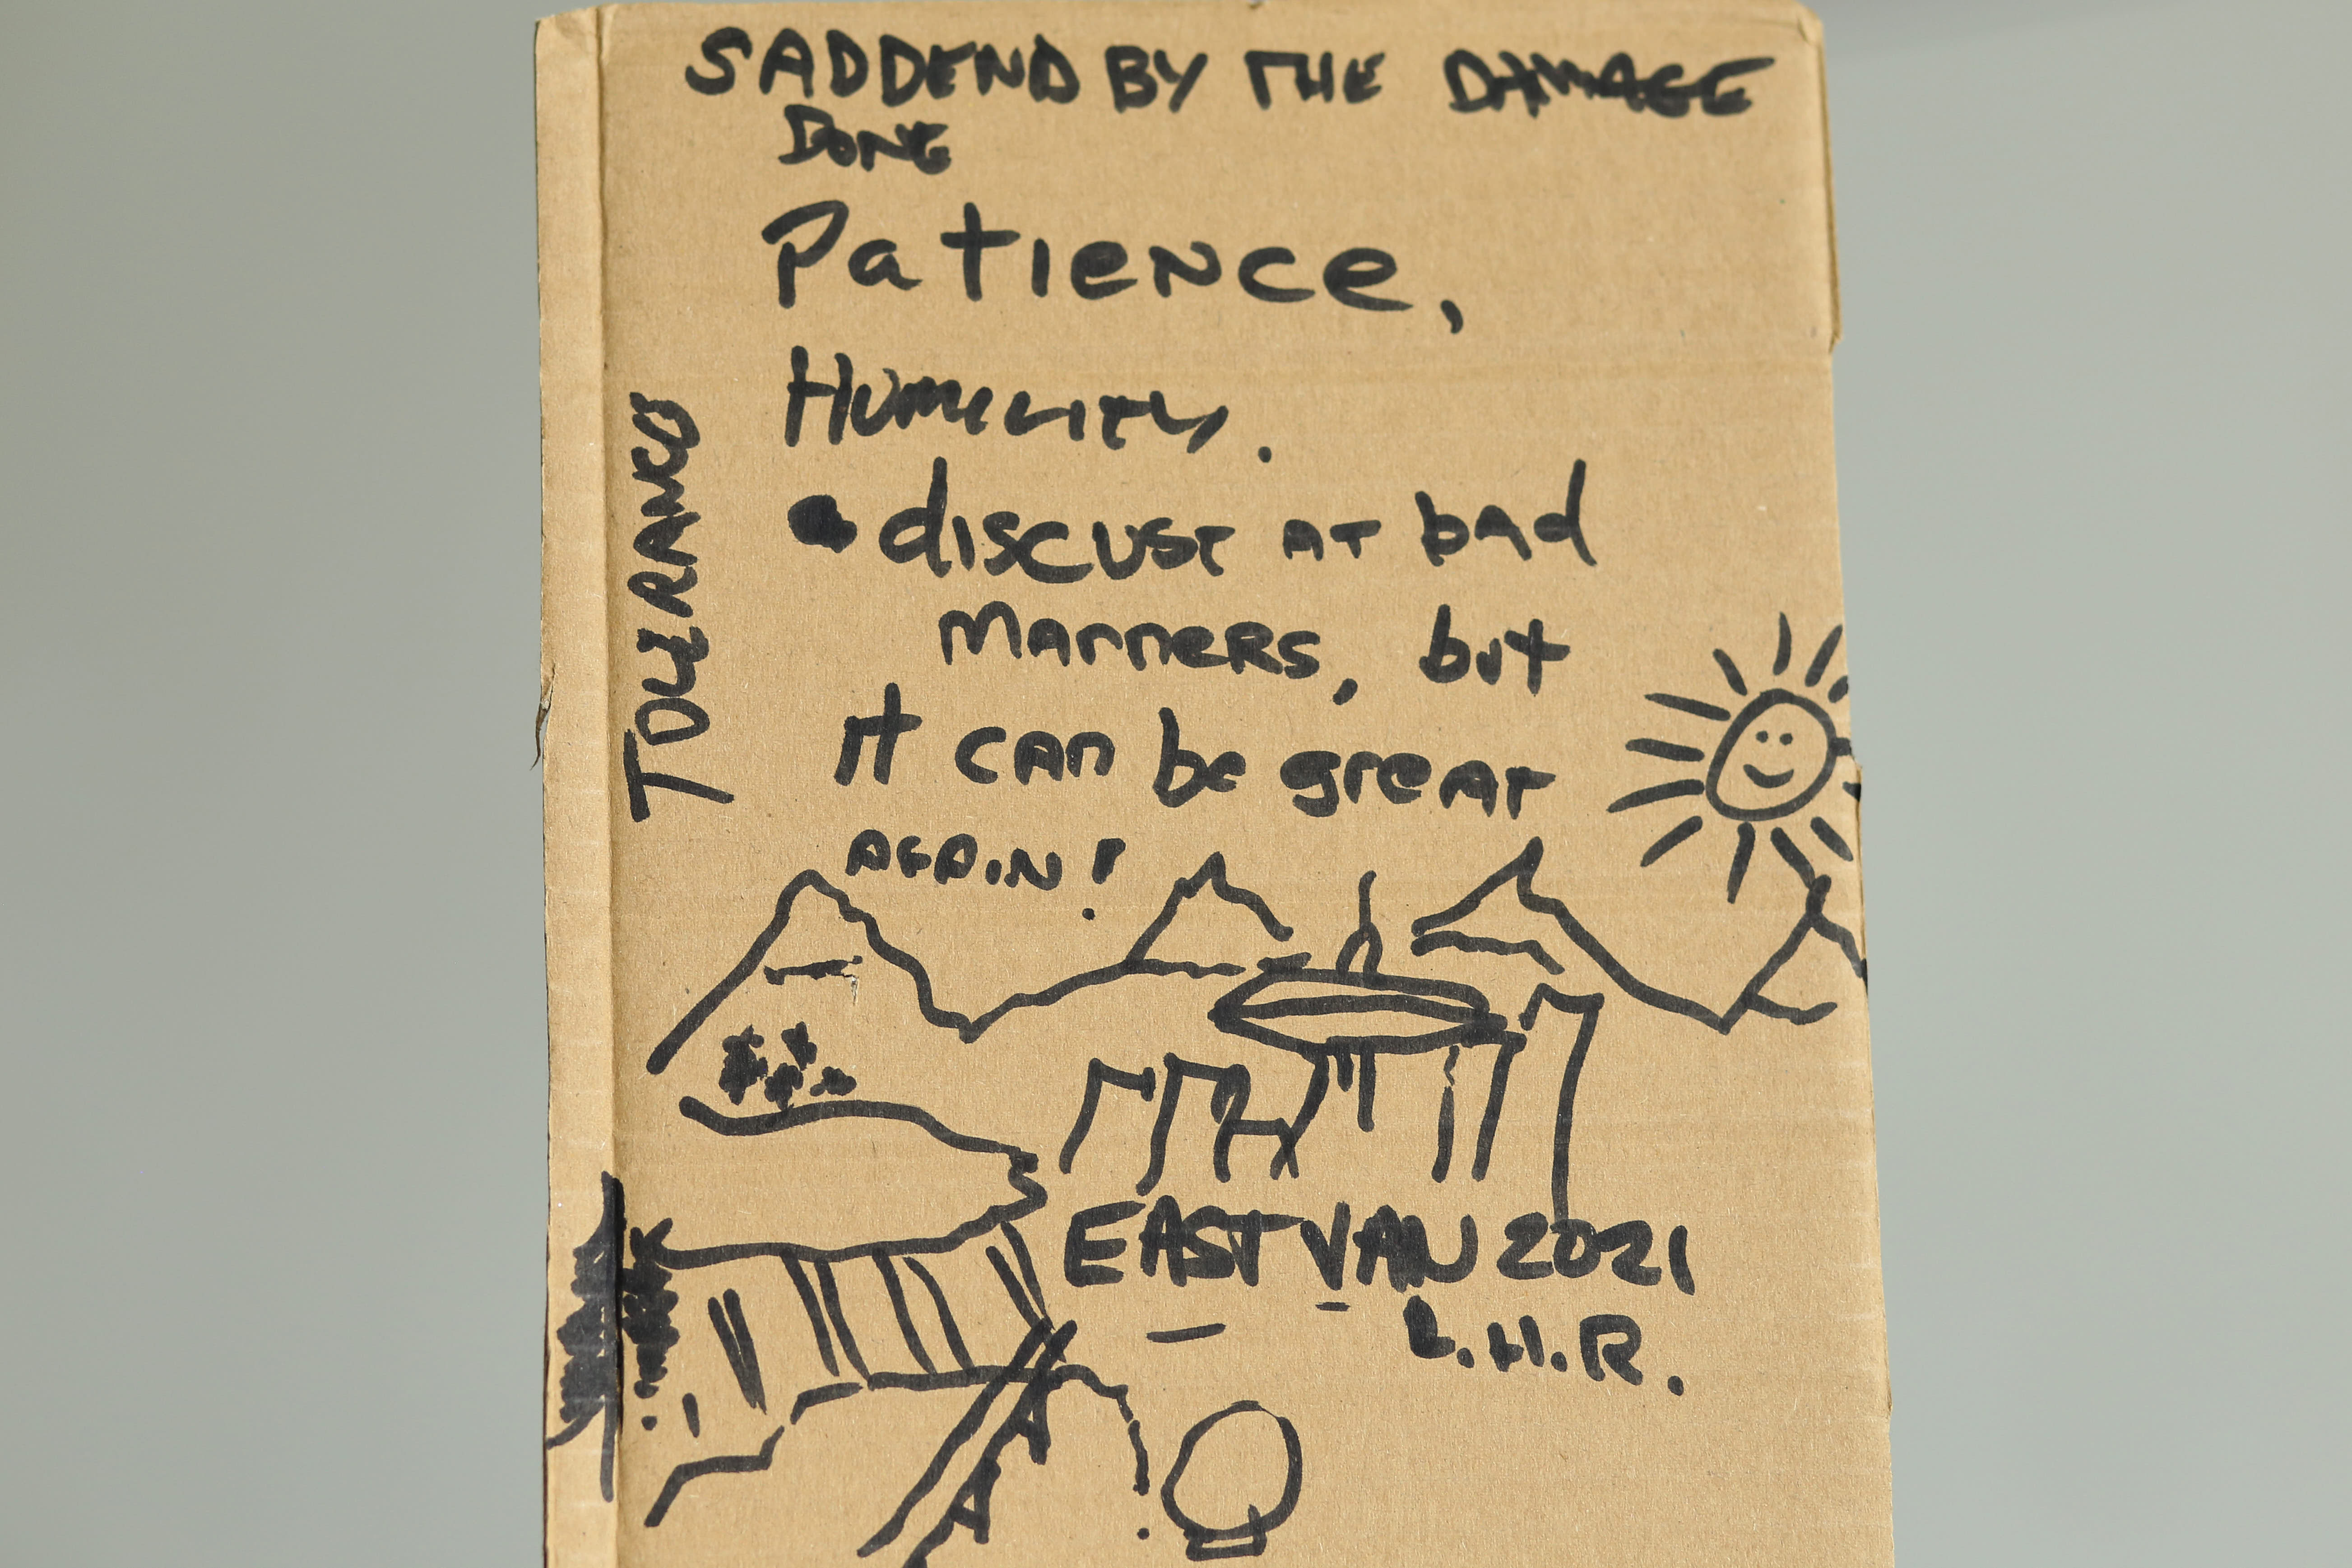 SADDEND BY THE DAMAGE
DONE
Patience,
Humility.
TOLERANCE
• discust at bad
manners, but
it can be great
again!
EAST VAN 2021
L.H.R.